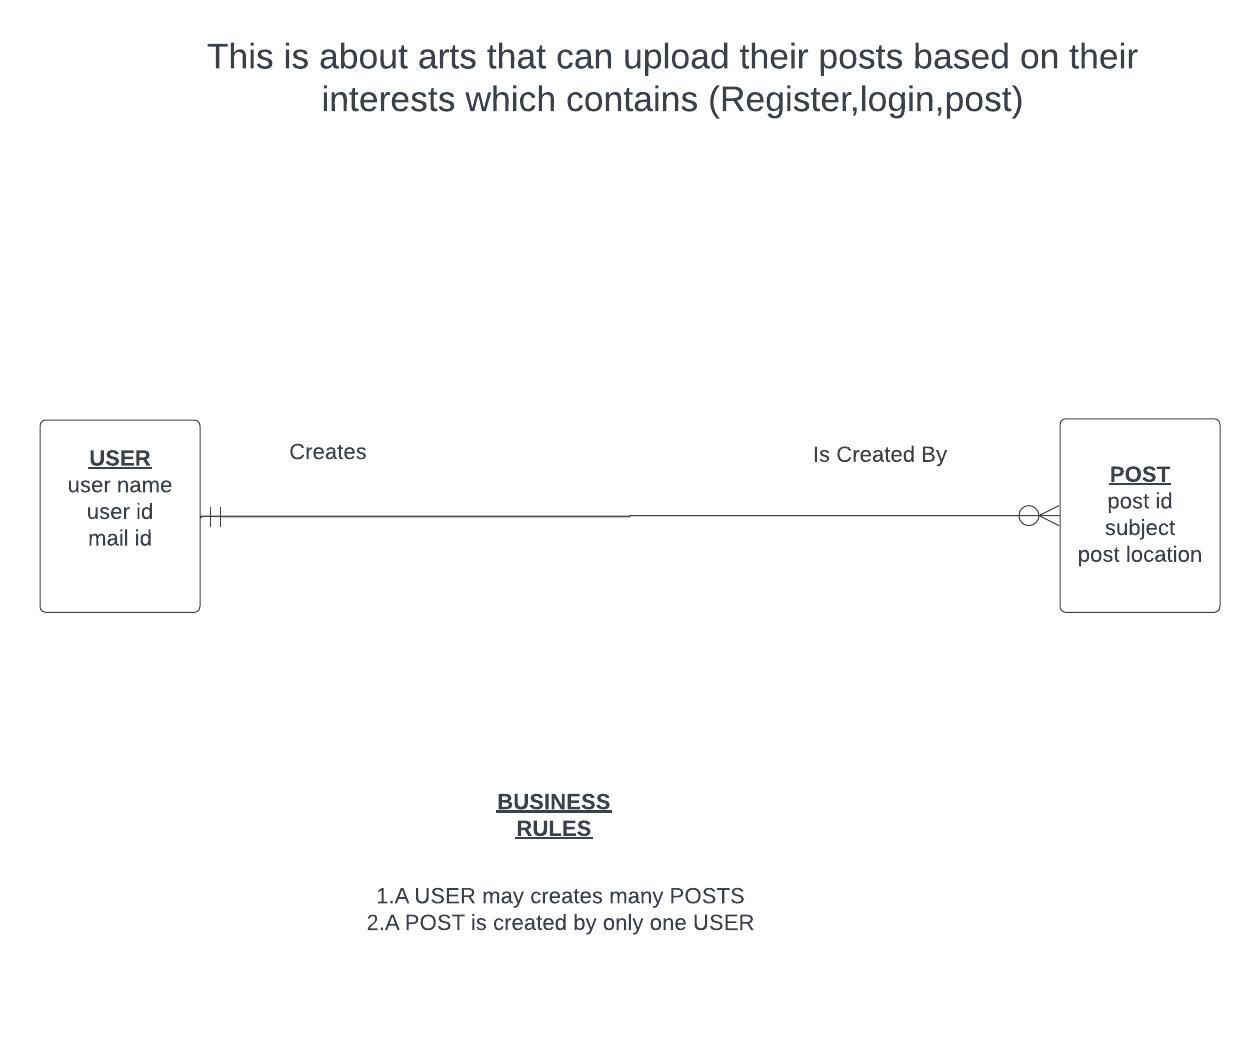 This is about arts that can upload their posts based on their
interests which contains (Register,login,post)
Creates
Is Created By
USER
user name
user id
mail id
POST
post id
subject
post location
BUSINESS
RULES
1.A USER may creates many POSTS
2.A POST is created by only one USER